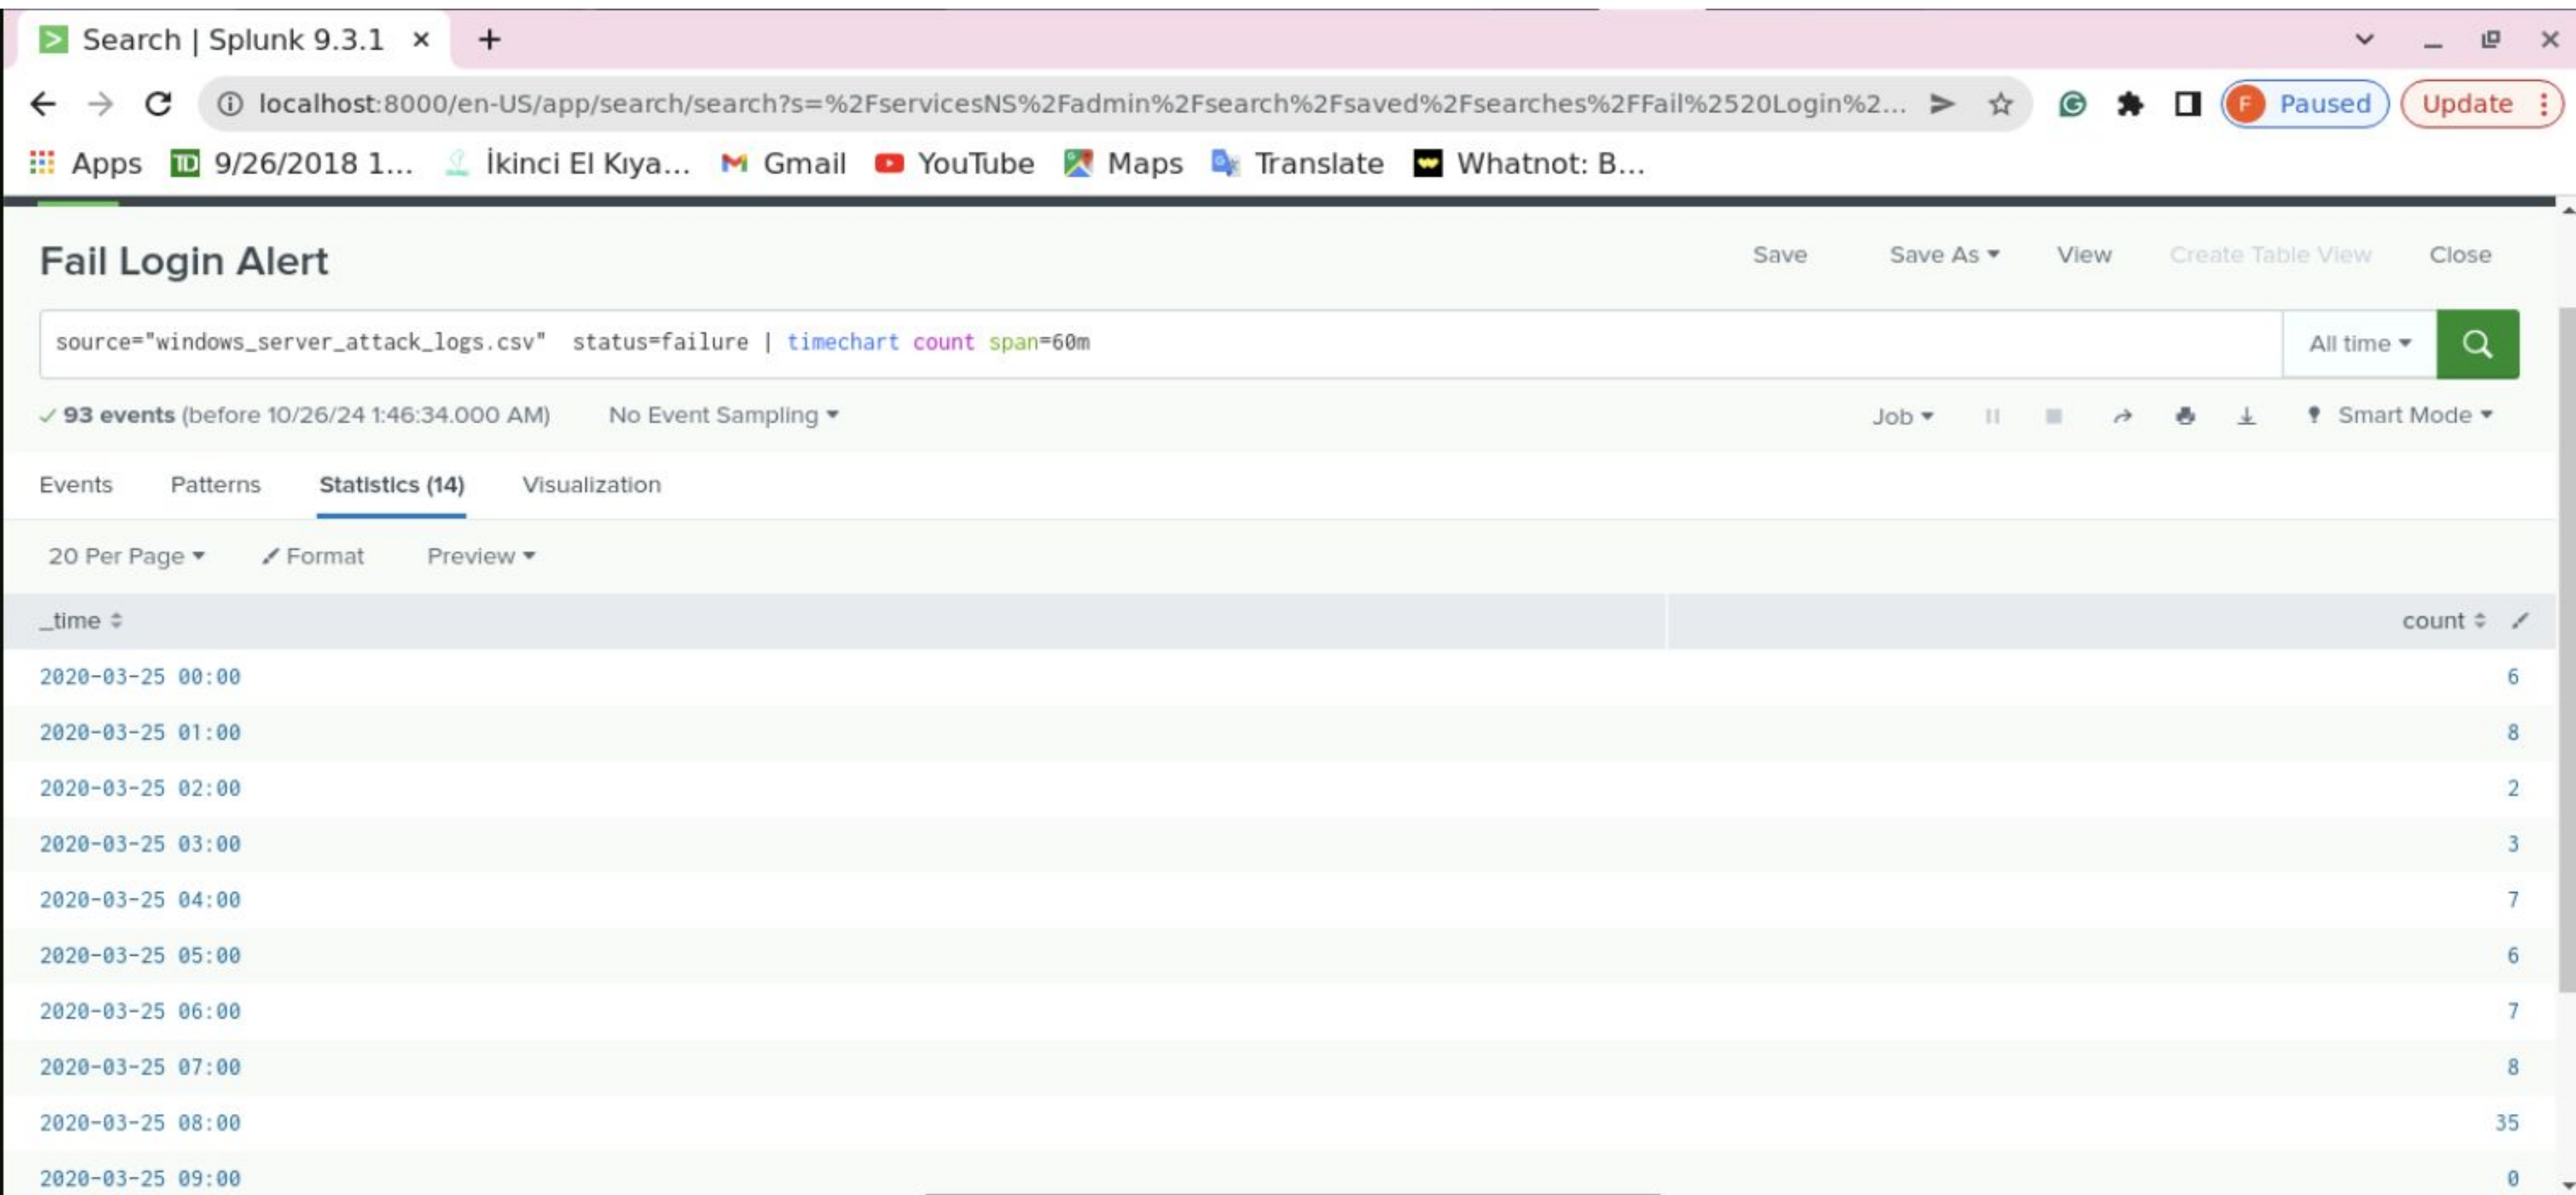 Search | Splunk 9.3.1
localhost:8000/en-US/app/search/search?s=%2FservicesNS%2Fadmin%2Fsearch%2Fsaved%2Fsearches%2FFail%2520Login%2... F Paused Update
Apps TD 9/26/2018 1... İkinci El Kıya... Gmail YouTube Maps Translate Whatnot: B...
Fail Login Alert Save Save As View Create Table View Close
source="windows_server_attack_logs.csv" status=failure | timechart count span=60m All time
93 events (before 10/26/24 1:46:34.000 AM) No Event Sampling Job Smart Mode
Events Patterns Statistics (14) Visualization
20 Per Page Format Preview
_time count
2020-03-25 00:00 6
2020-03-25 01:00 8
2020-03-25 02:00 2
2020-03-25 03:00 3
2020-03-25 04:00 7
2020-03-25 05:00 6
2020-03-25 06:00 7
2020-03-25 07:00 8
2020-03-25 08:00 35
2020-03-25 09:00 0